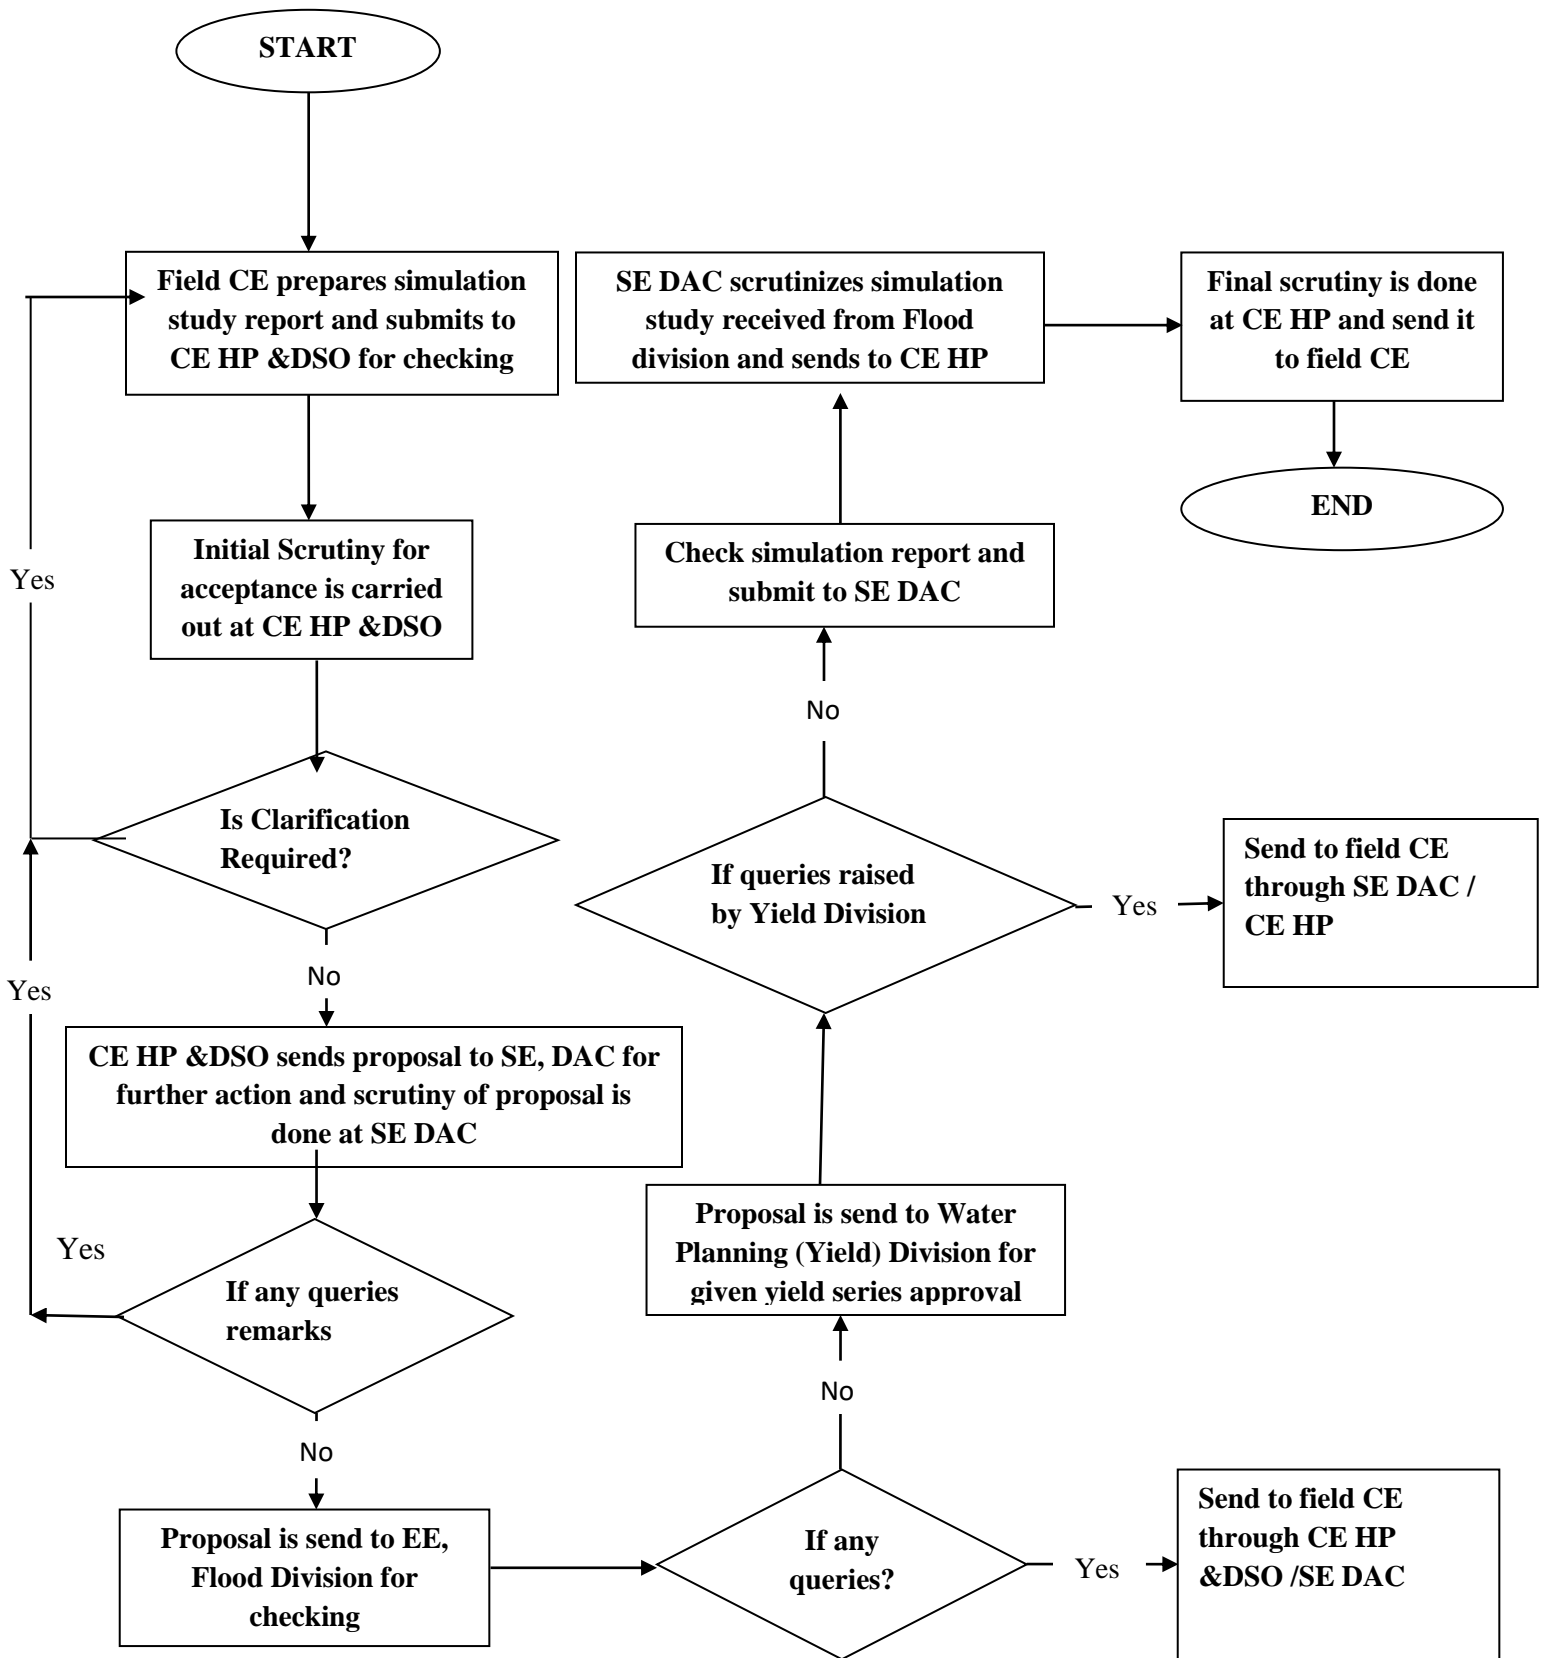 START
Field CE prepares simulation
study report and submits to
CE HP &DSO for checking
Initial Scrutiny for
acceptance is carried
out at CE HP &DSO
Yes
Is Clarification
Required?
No
Yes
CE HP &DSO sends proposal to SE, DAC for
further action and scrutiny of proposal is
done at SE DAC
Yes
If any queries
remarks
No
Proposal is send to EE,
Flood Division for
checking
If any
queries?
Yes
Send to field CE
through CE HP
&DSO /SE DAC
No
Proposal is send to Water
Planning (Yield) Division for
given yield series approval
If queries raised
by Yield Division
Yes
Send to field CE
through SE DAC /
CE HP
No
Check simulation report and
submit to SE DAC
SE DAC scrutinizes simulation
study received from Flood
division and sends to CE HP
Final scrutiny is done
at CE HP and send it
to field CE
END